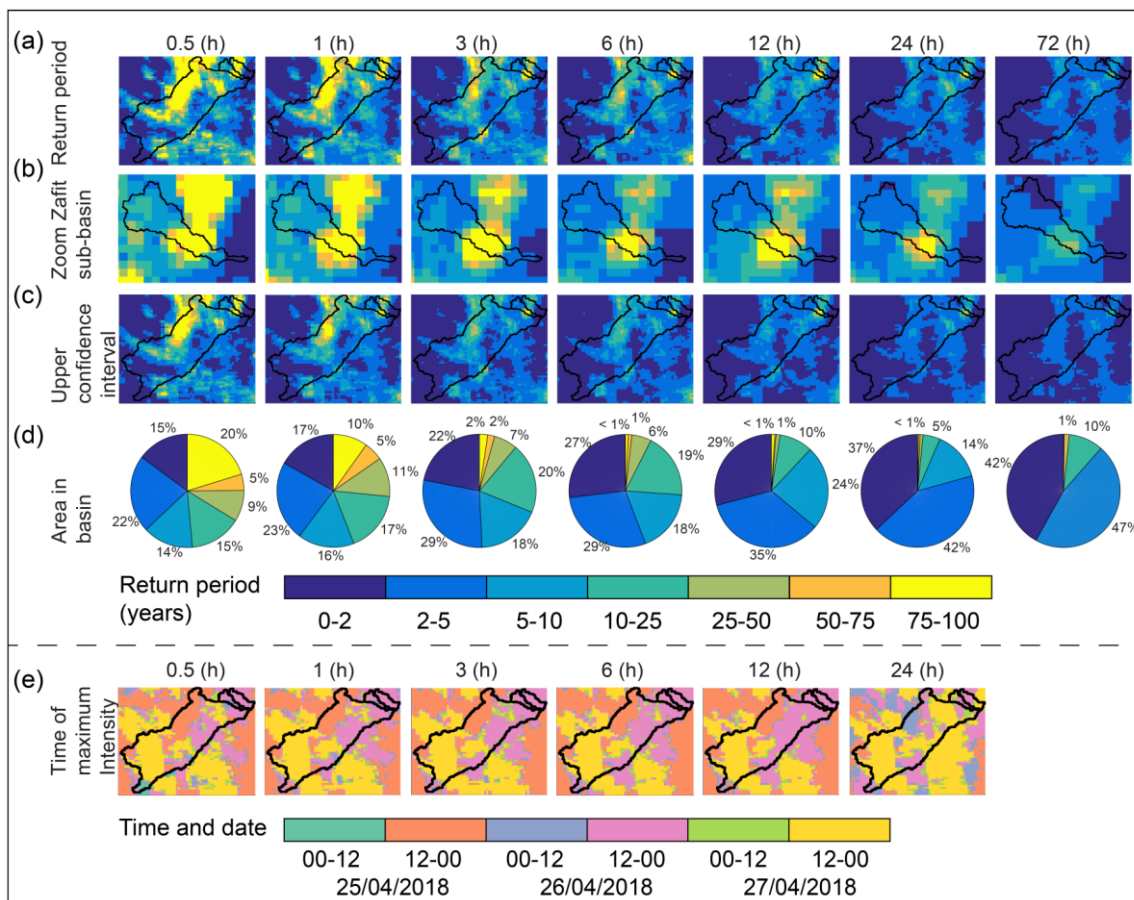 (a)
0.5 (h) 1 (h) 3 (h) 6 (h) 12 (h) 24 (h) 72 (h)
Return period
(b)
Zoom Zafit
sub-basin
(c)
Upper
confidence
interval
(d)
Area in
basin
15% 20% 5% 9% 15% 14% 22%
17% 10% 5% 11% 17% 16% 23%
22% 2% 2% 7% 20% 18% 29%
27% < 1% 1% 6% 19% 18% 29%
29% < 1% 1% 10% 24% 35%
37% < 1% 5% 14% 42%
42% 1% 10% 47%
Return period
(years)
0-2 2-5 5-10 10-25 25-50 50-75 75-100
(e)
0.5 (h) 1 (h) 3 (h) 6 (h) 12 (h) 24 (h)
Time of
maximum
Intensity
Time and date
00-12 12-00 00-12 12-00 00-12 12-00
25/04/2018 26/04/2018 27/04/2018